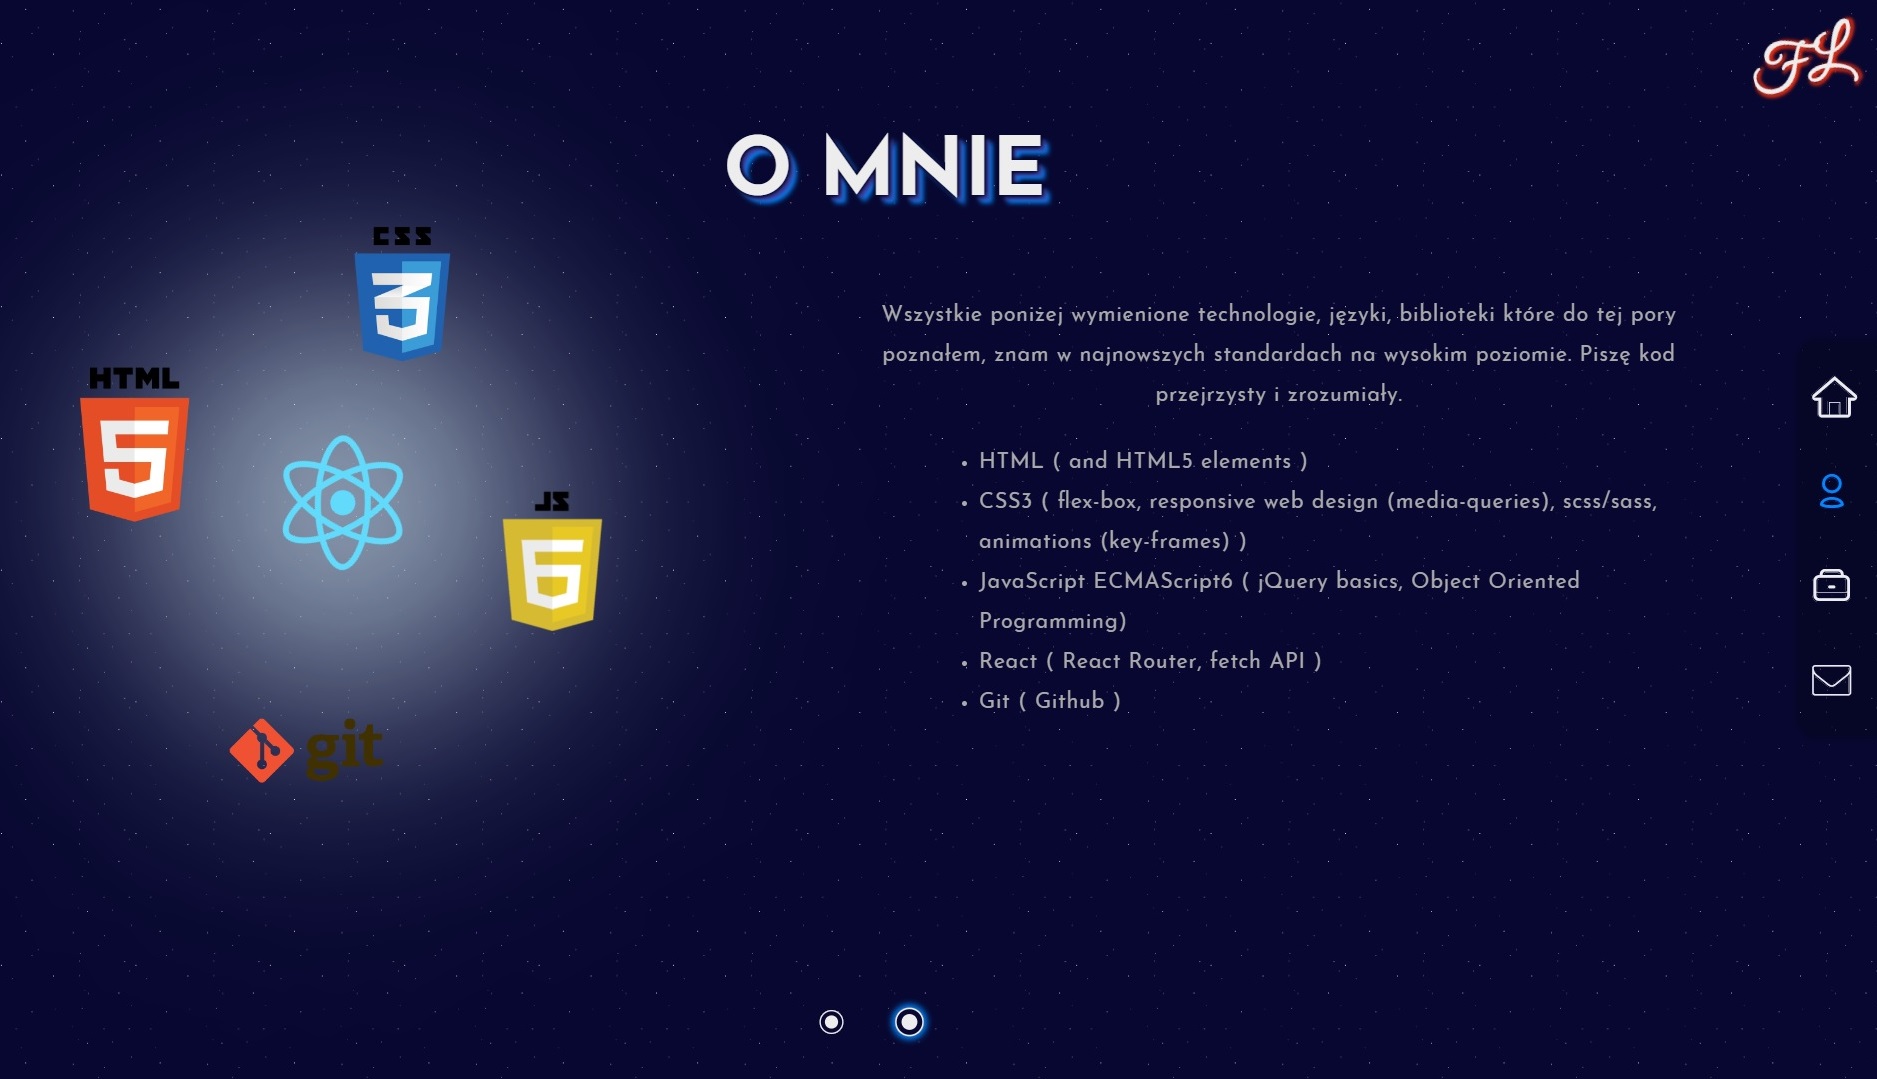 FL
O MNIE
CSS
3
HTML
5
JS
6
git
Wszystkie poniżej wymienione technologie, języki, biblioteki które do tej pory
poznałem, znam w najnowszych standardach na wysokim poziomie. Piszę kod
przejrzysty i zrozumiały.
• HTML ( and HTML5 elements )
• CSS3 ( flex-box, responsive web design (media-queries), scss/sass,
animations (key-frames) )
• JavaScript ECMAScript6 ( jQuery basics, Object Oriented
Programming)
• React ( React Router, fetch API )
• Git ( Github )